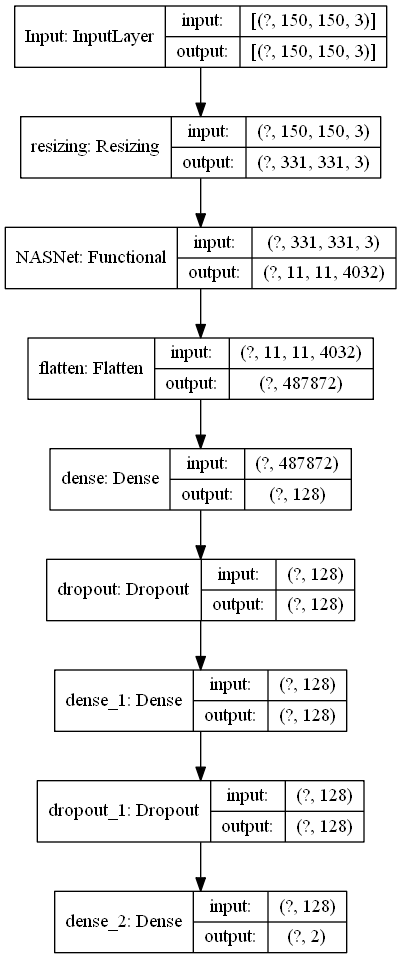 Input: InputLayer
input: [(?, 150, 150, 3)]
output: [(?, 150, 150, 3)]
resizing: Resizing
input: (?, 150, 150, 3)
output: (?, 331, 331, 3)
NASNet: Functional
input: (?, 331, 331, 3)
output: (?, 11, 11, 4032)
flatten: Flatten
input: (?, 11, 11, 4032)
output: (?, 487872)
dense: Dense
input: (?, 487872)
output: (?, 128)
dropout: Dropout
input: (?, 128)
output: (?, 128)
dense_1: Dense
input: (?, 128)
output: (?, 128)
dropout_1: Dropout
input: (?, 128)
output: (?, 128)
dense_2: Dense
input: (?, 128)
output: (?, 2)